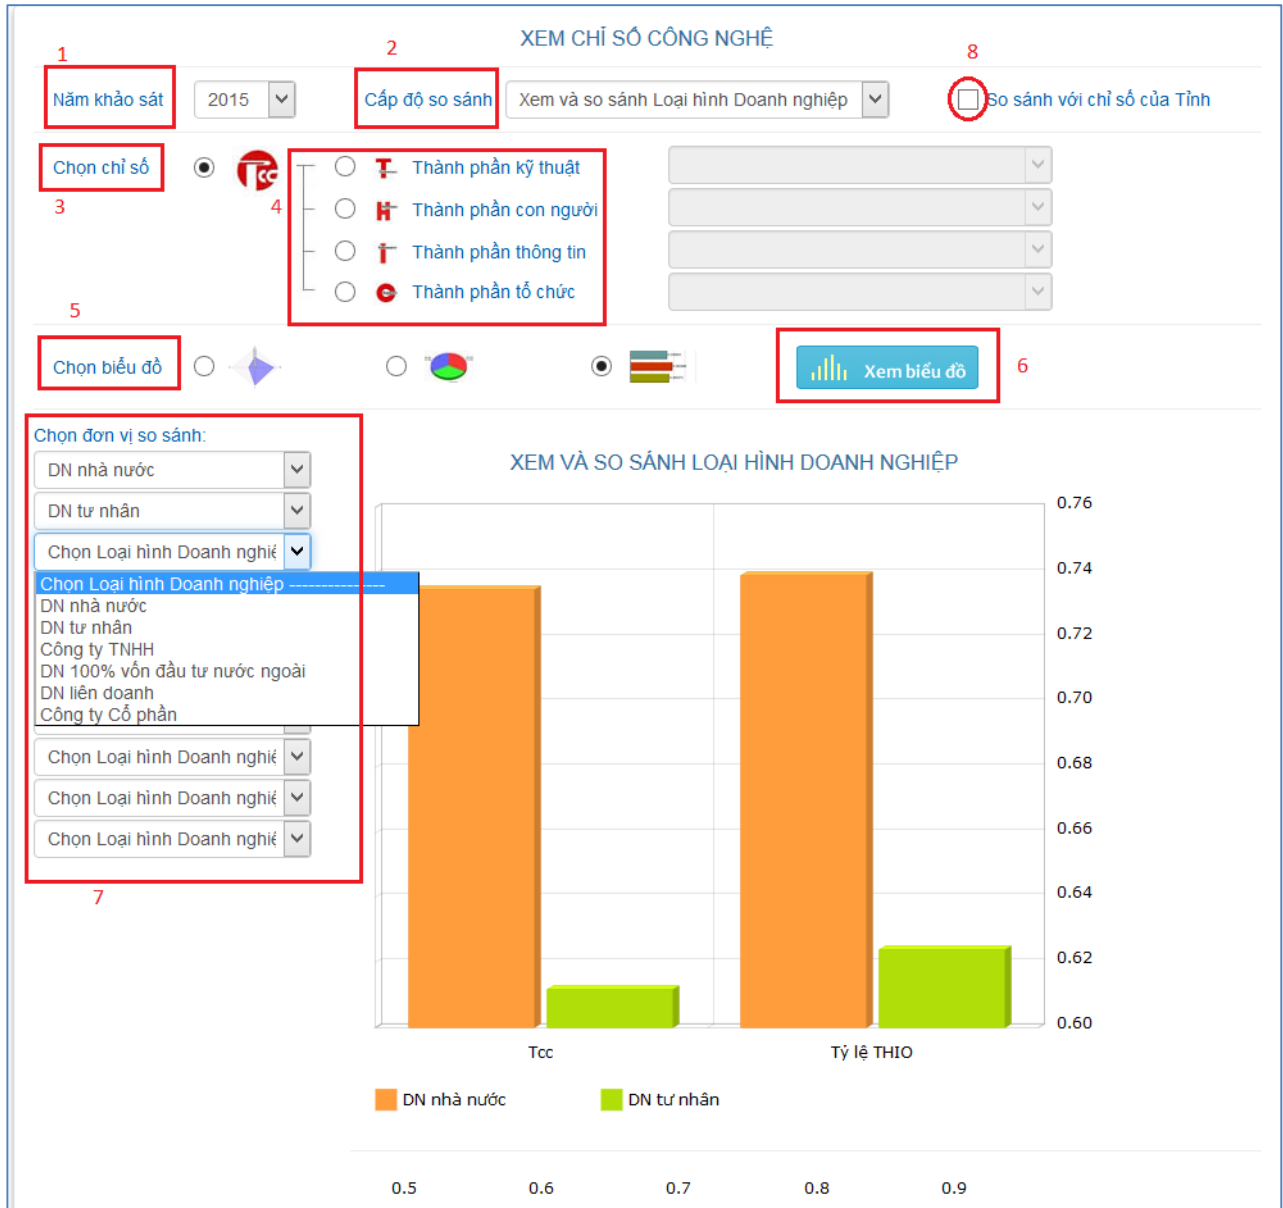 XEM CHỈ SỐ CÔNG NGHỆ
1
2
8
Năm khảo sát
2015
Cấp độ so sánh
Xem và so sánh Loại hình Doanh nghiệp
So sánh với chỉ số của Tỉnh
Chọn chỉ số
Tcc
T
Thành phần kỹ thuật
3
4
H
Thành phần con người
I
Thành phần thông tin
Thành phần tổ chức
5
Chọn biểu đồ
Xem biểu đồ
6
Chọn đơn vị so sánh:
DN nhà nước
DN tư nhân
Chọn Loại hình Doanh nghiệ
Chọn Loại hình Doanh nghiệp ---------------
DN nhà nước
DN tư nhân
Công ty TNHH
DN 100% vốn đầu tư nước ngoài
DN liên doanh
Công ty Cổ phần
Chọn Loại hình Doanh nghiệ
Chọn Loại hình Doanh nghiệ
Chọn Loại hình Doanh nghiệ
7
XEM VÀ SO SÁNH LOẠI HÌNH DOANH NGHIỆP
0.76
0.74
0.72
0.70
0.68
0.66
0.64
0.62
0.60
Tcc
Tỷ lệ THIO
DN nhà nước
DN tư nhân
0.5 0.6 0.7 0.8 0.9